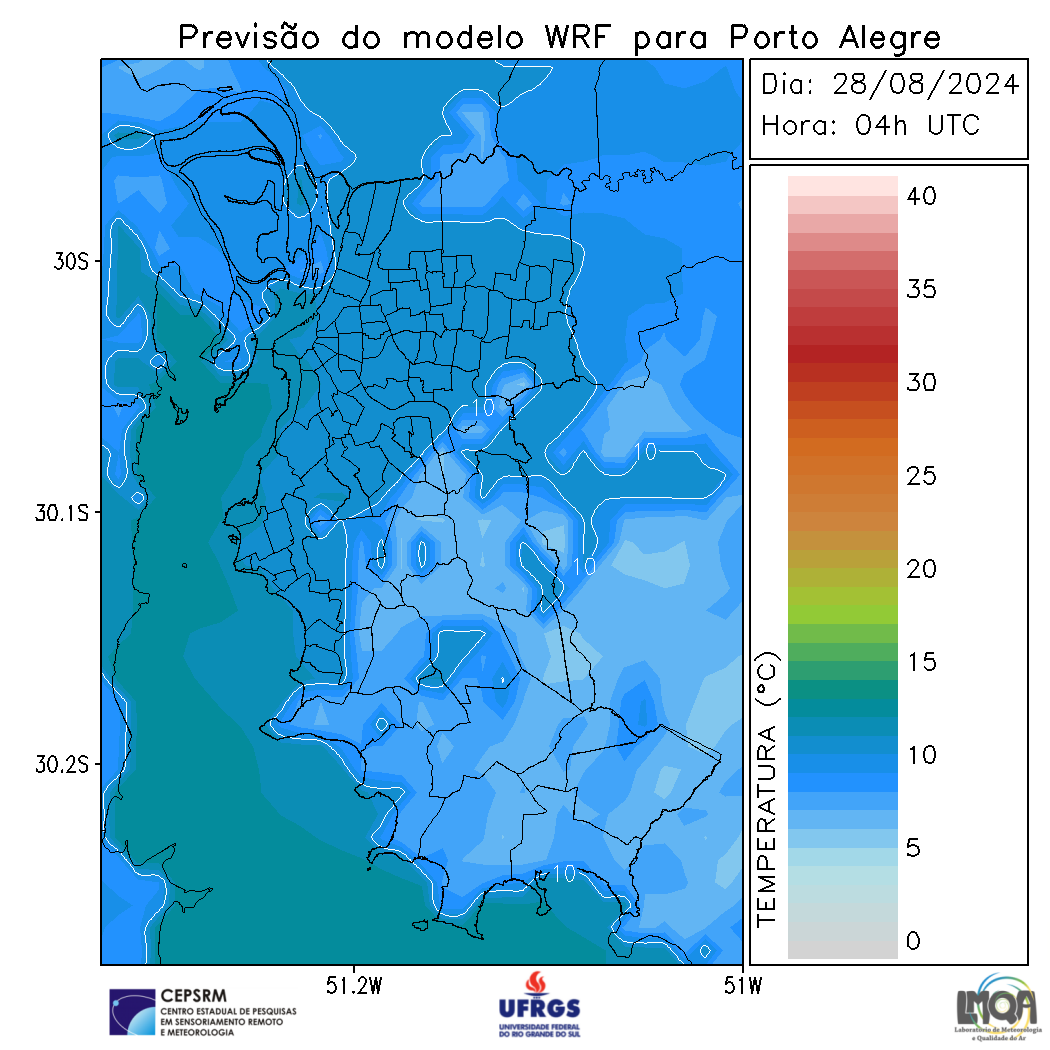 Previsão do modelo WRF para Porto Alegre
Dia: 28/08/2024
Hora: 04h UTC
40
35
30
25
20
15
10
5
0
TEMPERATURA (°C)
30S
30.1S
30.2S
51.2W
51W
10
10
10
10
CEPSRM
CENTRO ESTADUAL DE PESQUISAS
EM SENSORIAMENTO REMOTO
E METEOROLOGIA
UFRGS
UNIVERSIDADE FEDERAL
DO RIO GRANDE DO SUL
LMQA
Laboratório de Meteorologia
e Qualidade do Ar